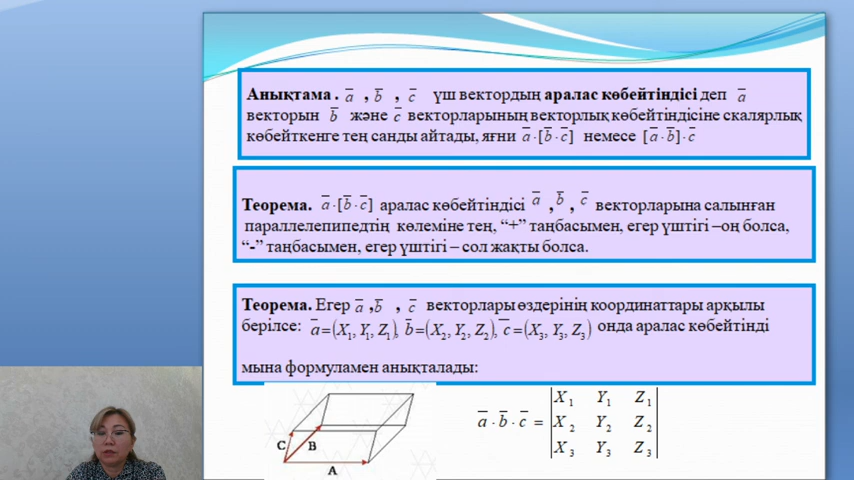 Анықтама . a̅ , b̅ , c̅ үш вектордың аралас көбейтіндісі деп a̅
векторын b̅ және c̅ векторларының векторлық көбейтіндісіне скалярлық
көбейткенге тең санды айтады, яғни a̅·[b̅·c̅] немесе [a̅·b̅]·c̅
Теорема. a̅·[b̅·c̅] аралас көбейтіндісі a̅ , b̅ , c̅ векторларына салынған
параллелепипедтің көлеміне тең, “+” таңбасымен, егер үштігі –оң болса,
“-” таңбасымен, егер үштігі – сол жақты болса.
Теорема. Егер a̅ , b̅ , c̅ векторлары өздерінің координаттары арқылы
берілсе: a̅=(X₁, Y₁, Z₁), b̅=(X₂, Y₂, Z₂), c̅=(X₃, Y₃, Z₃) онда аралас көбейтінді
мына формуламен анықталады:
C B A
a̅·b̅·c̅ =
X₁ Y₁ Z₁
X₂ Y₂ Z₂
X₃ Y₃ Z₃